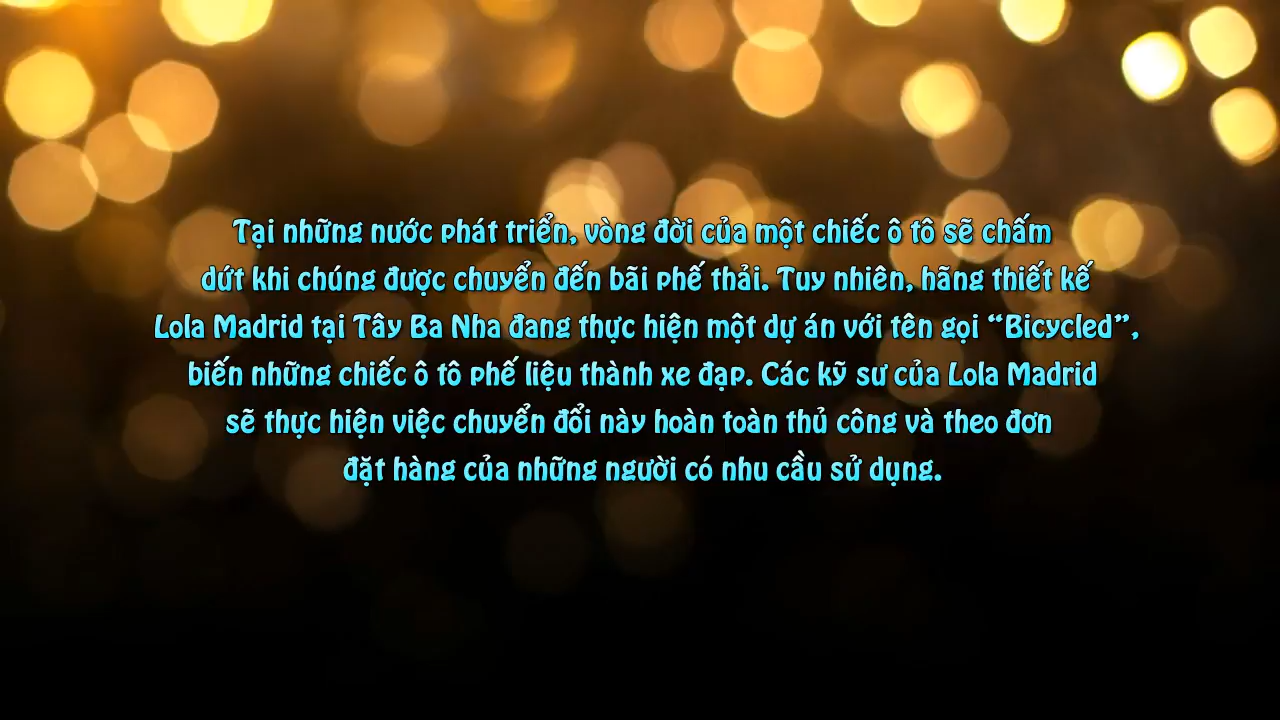 Tại những nước phát triển, vòng đời của một chiếc ô tô sẽ chấm
dứt khi chúng được chuyển đến bãi phế thải. Tuy nhiên, hãng thiết kế
Lola Madrid tại Tây Ba Nha đang thực hiện một dự án với tên gọi “Bicycled”,
biến những chiếc ô tô phế liệu thành xe đạp. Các kỹ sư của Lola Madrid
sẽ thực hiện việc chuyển đổi này hoàn toàn thủ công và theo đơn
đặt hàng của những người có nhu cầu sử dụng.